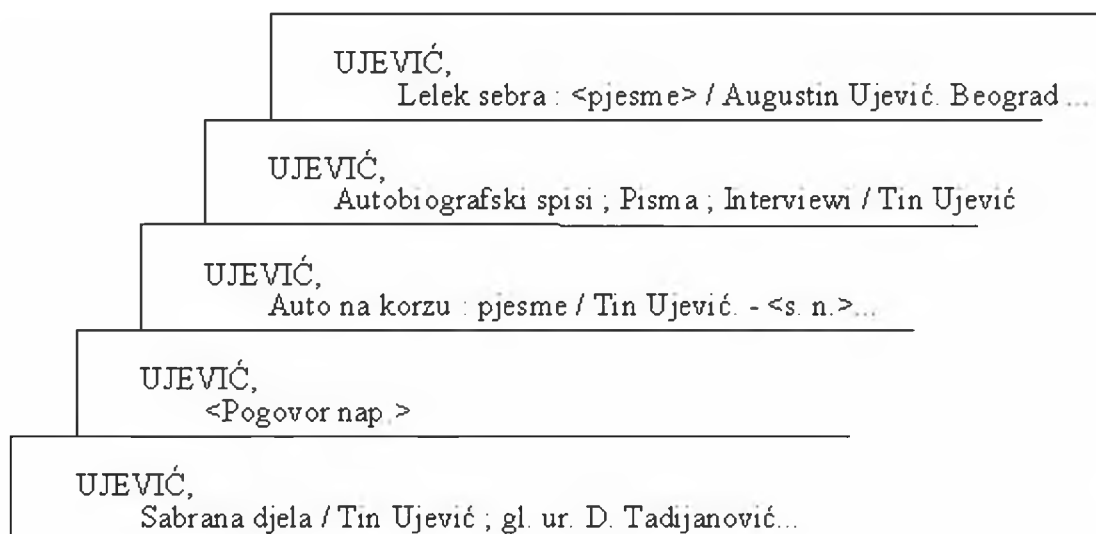 UJEVIĆ,
Lelek sebra : <pjesme> / Augustin Ujević. Beograd ...
UJEVIĆ,
Autobiografski spisi ; Pisma ; Interviewi / Tin Ujević
UJEVIĆ,
Auto na korzu : pjesme / Tin Ujević. - <s. n.>...
UJEVIĆ,
<Pogovor nap.>
UJEVIĆ,
Sabrana djela / Tin Ujević ; gl. ur. D. Tadijanović...